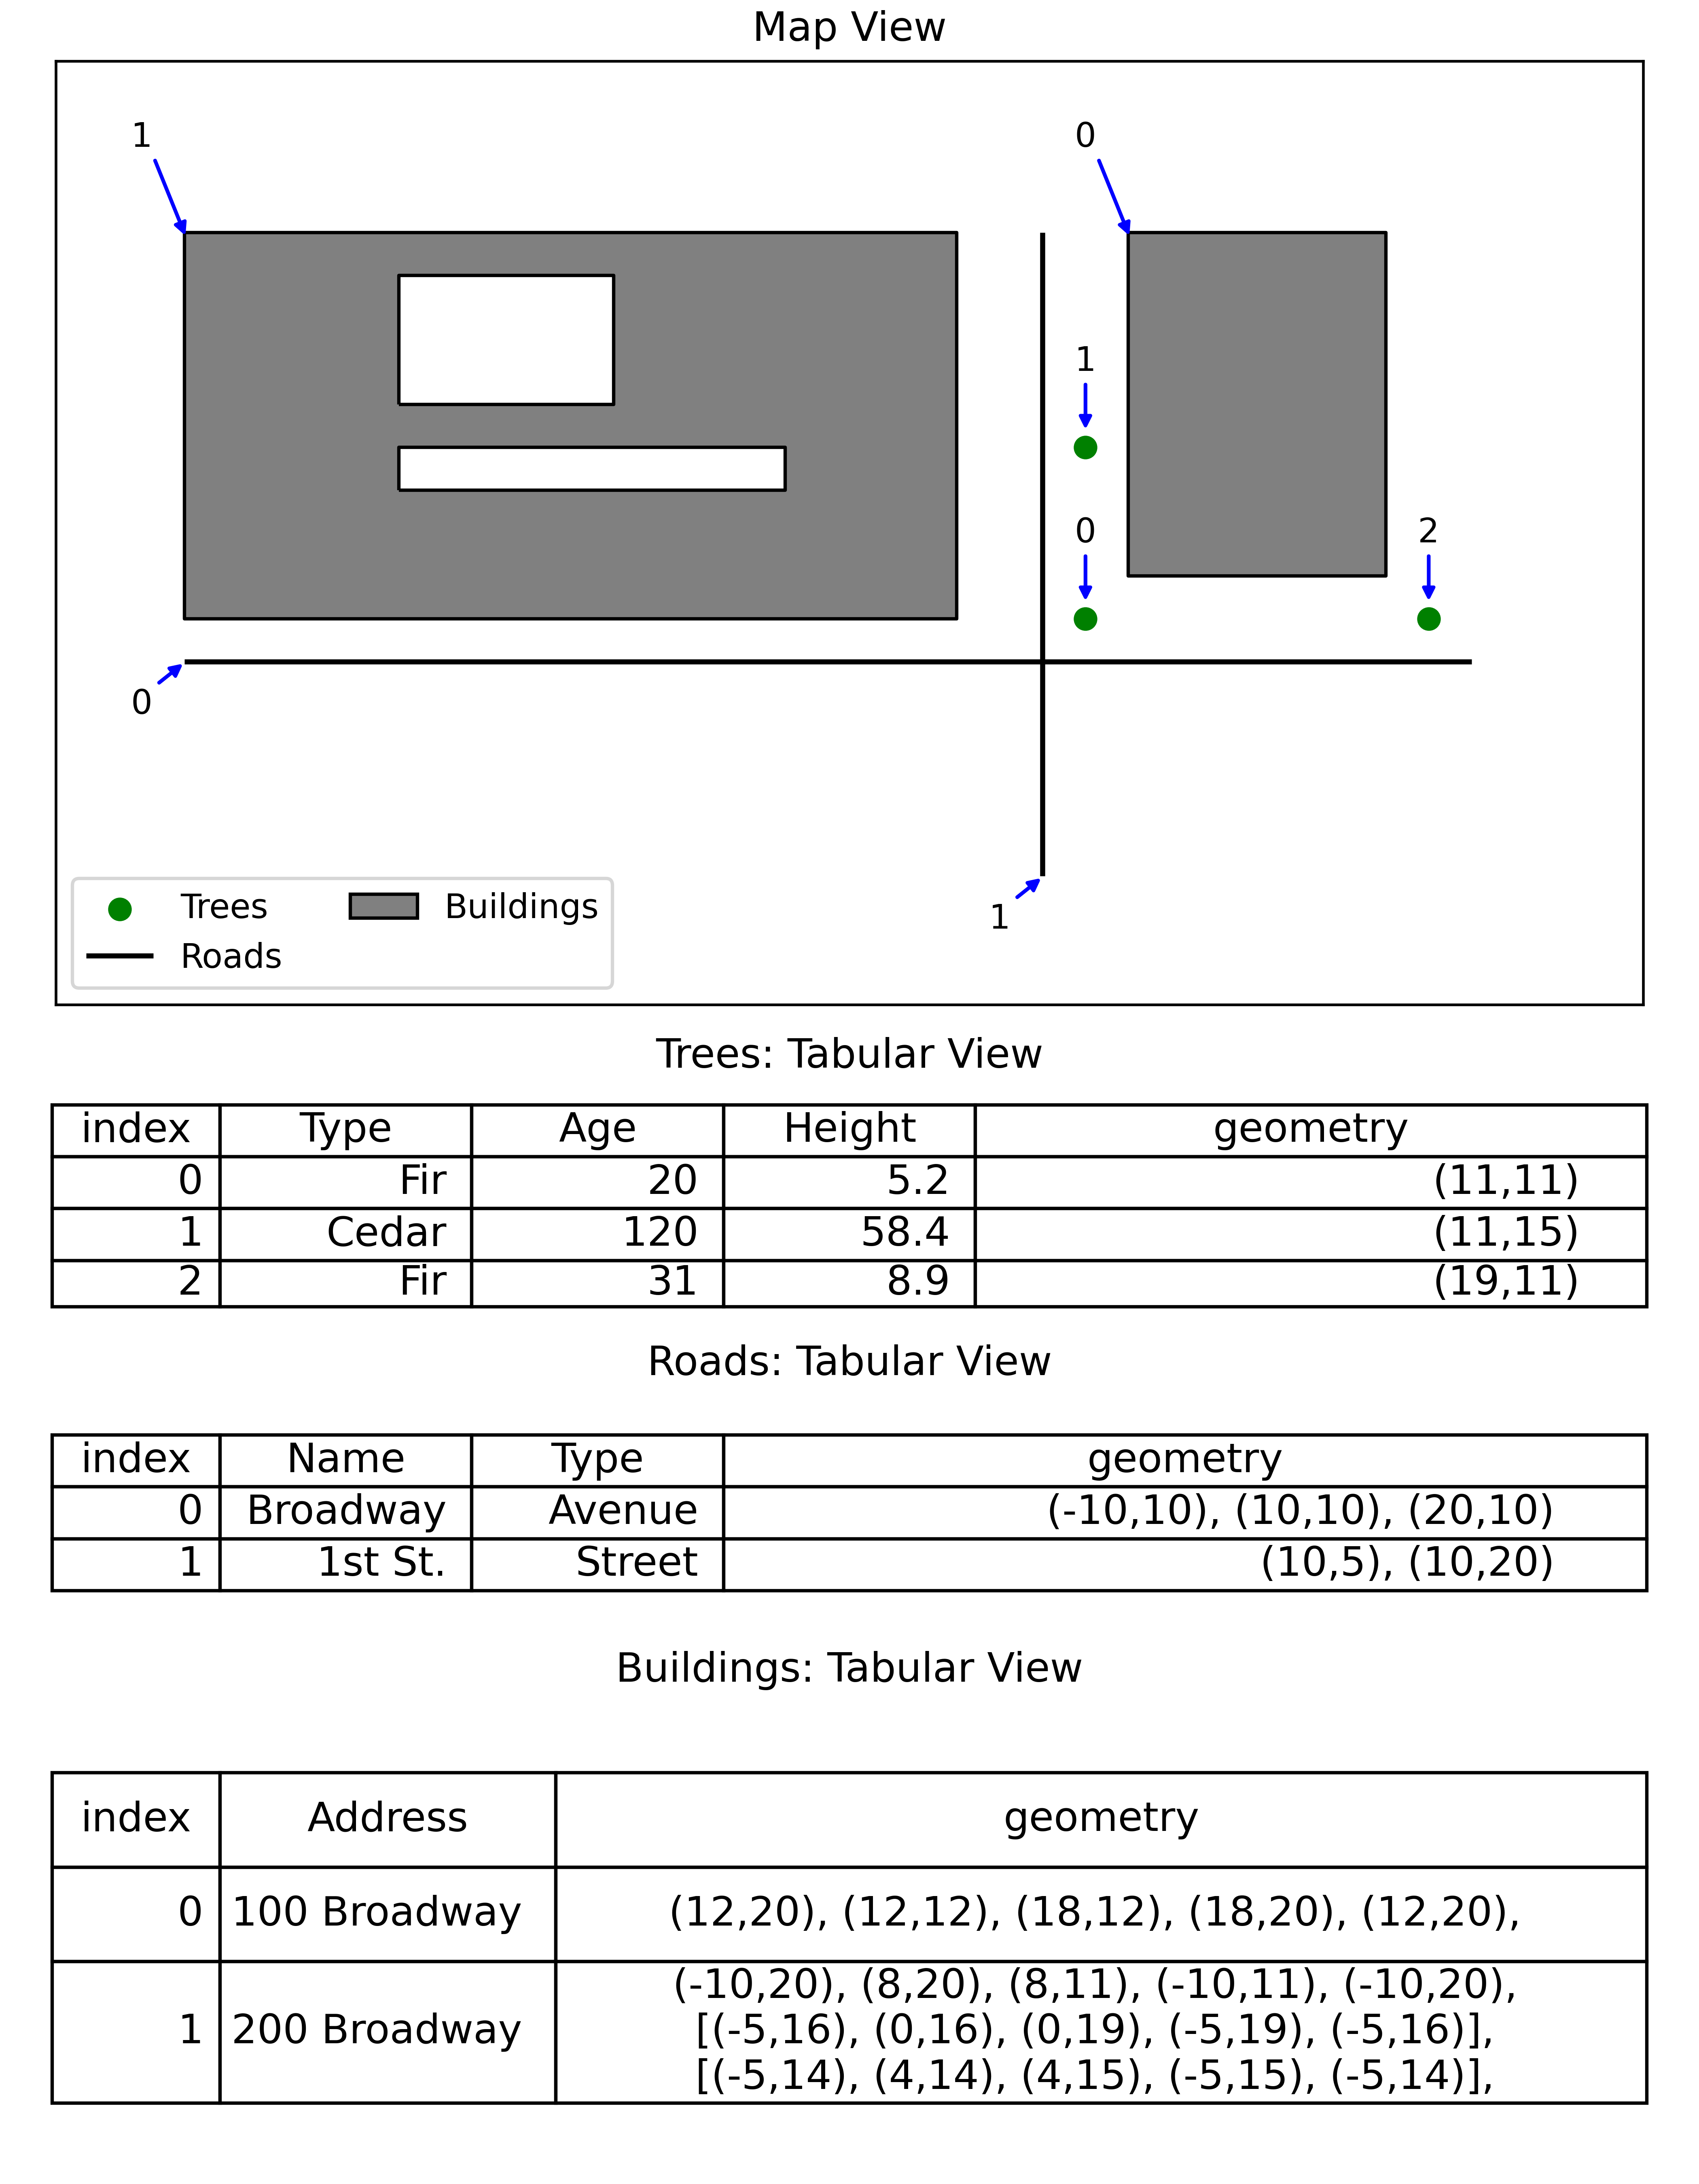 Map View
1 0
1
0 2
0
1
Trees Buildings
Roads
Trees: Tabular View
index Type Age Height geometry
0 Fir 20 5.2 (11,11)
1 Cedar 120 58.4 (11,15)
2 Fir 31 8.9 (19,11)
Roads: Tabular View
index Name Type geometry
0 Broadway Avenue (-10,10), (10,10), (20,10)
1 1st St. Street (10,5), (10,20)
Buildings: Tabular View
index Address geometry
0 100 Broadway (12,20), (12,12), (18,12), (18,20), (12,20),
(-10,20), (8,20), (8,11), (-10,11), (-10,20),
1 200 Broadway [(-5,16), (0,16), (0,19), (-5,19), (-5,16)],
[(-5,14), (4,14), (4,15), (-5,15), (-5,14)],